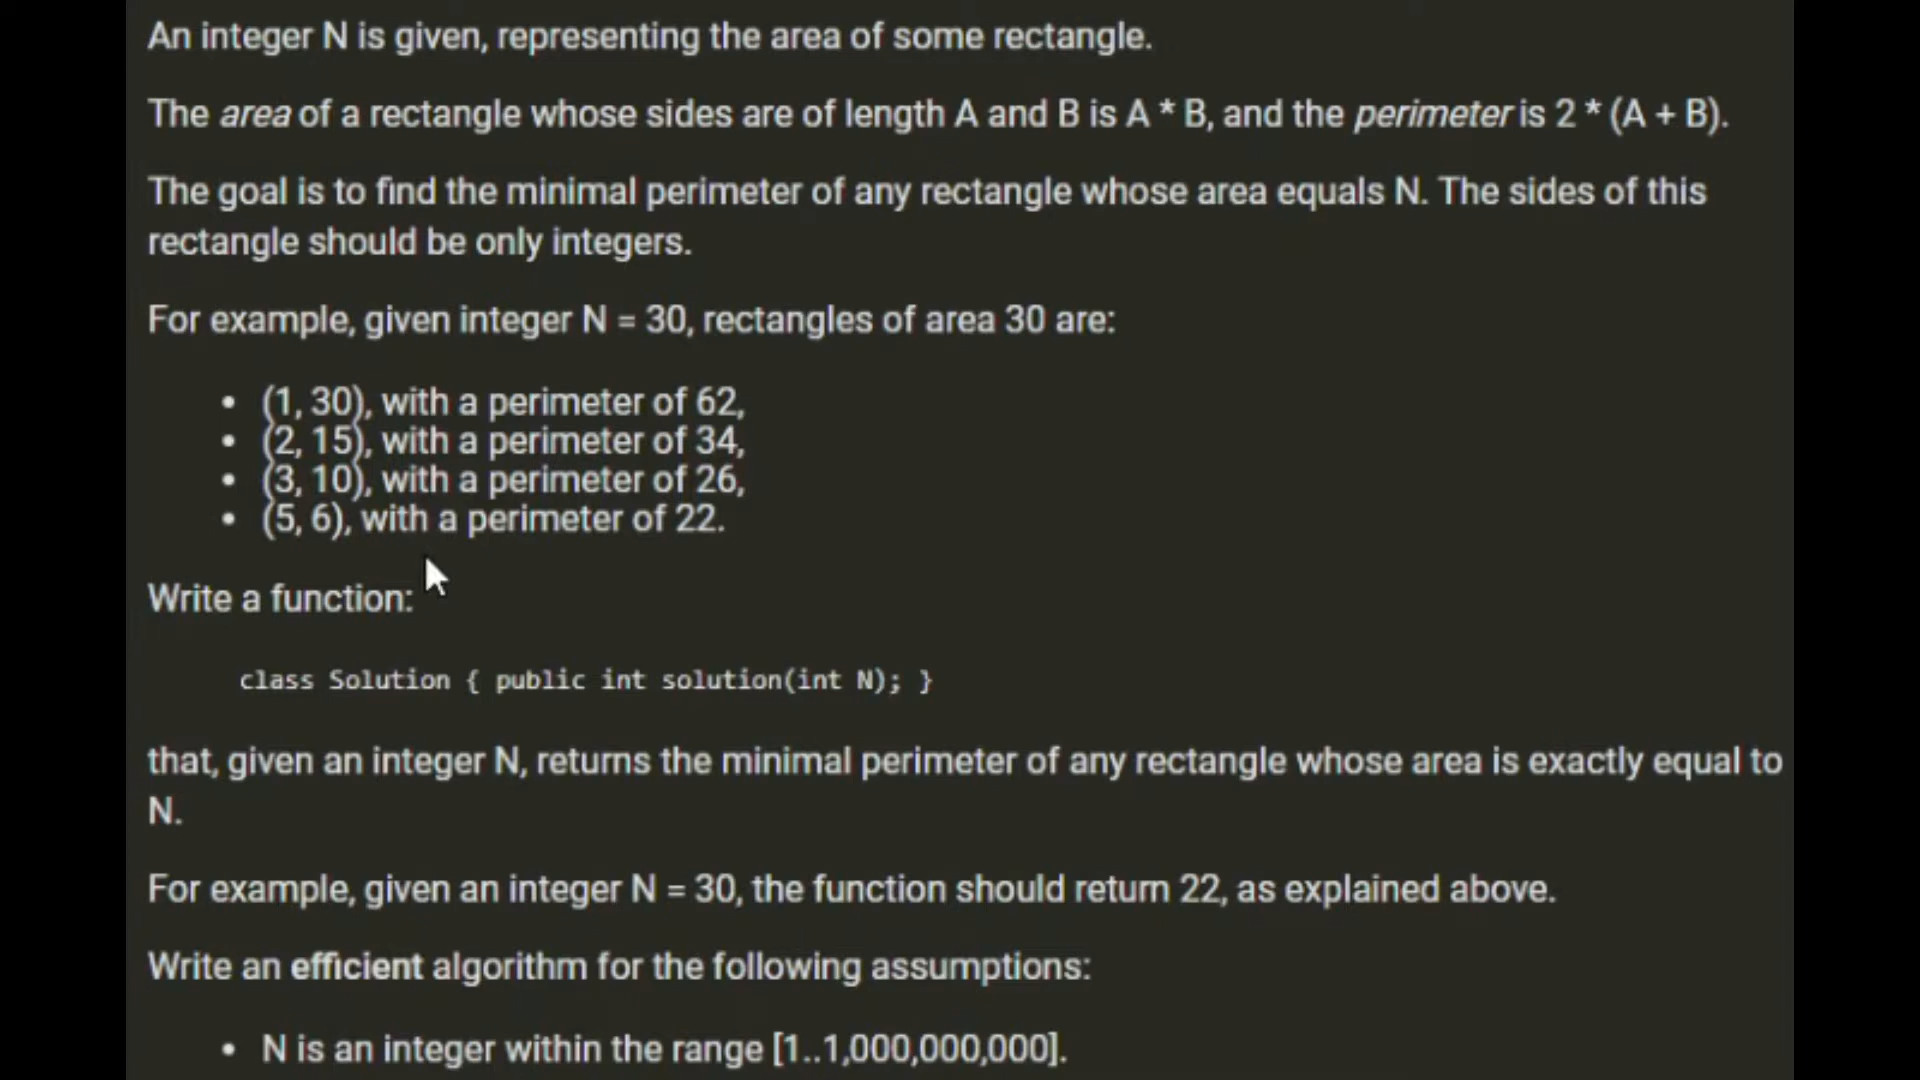 An integer N is given, representing the area of some rectangle.
The area of a rectangle whose sides are of length A and B is A * B, and the perimeter is 2 * (A + B).
The goal is to find the minimal perimeter of any rectangle whose area equals N. The sides of this
rectangle should be only integers.
For example, given integer N = 30, rectangles of area 30 are:
• (1, 30), with a perimeter of 62,
• (2, 15), with a perimeter of 34,
• (3, 10), with a perimeter of 26,
• (5, 6), with a perimeter of 22.
Write a function:
class Solution { public int solution(int N); }
that, given an integer N, returns the minimal perimeter of any rectangle whose area is exactly equal to
N.
For example, given an integer N = 30, the function should return 22, as explained above.
Write an efficient algorithm for the following assumptions:
• N is an integer within the range [1..1,000,000,000].